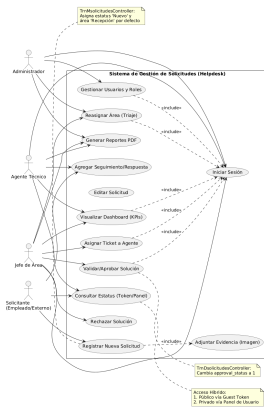 TrnMsolicitudesController:
Asigna estatus 'Nuevo' y
área 'Recepción' por defecto.
Sistema de Gestión de Solicitudes (Helpdesk)
Administrador
Gestionar Usuarios y Roles
«include»
Reasignar Área (Triaje)
«include»
Generar Reportes PDF
Agente Técnico
Agregar Seguimiento/Respuesta
Iniciar Sesión
Editar Solicitud
«include»
Visualizar Dashboard (KPIs)
«include»
Asignar Ticket a Agente
«include»
Jefe de Área
Validar/Aprobar Solución
Solicitante
(Empleado/Externo)
Consultar Estatus (Token/Panel)
Rechazar Solución
«include»
Registrar Nueva Solicitud
Adjuntar Evidencia (Imagen)
Cambia approval_status a 1
Acceso Híbrido:
1. Público vía Guest Token
2. Privado vía Panel de Usuario